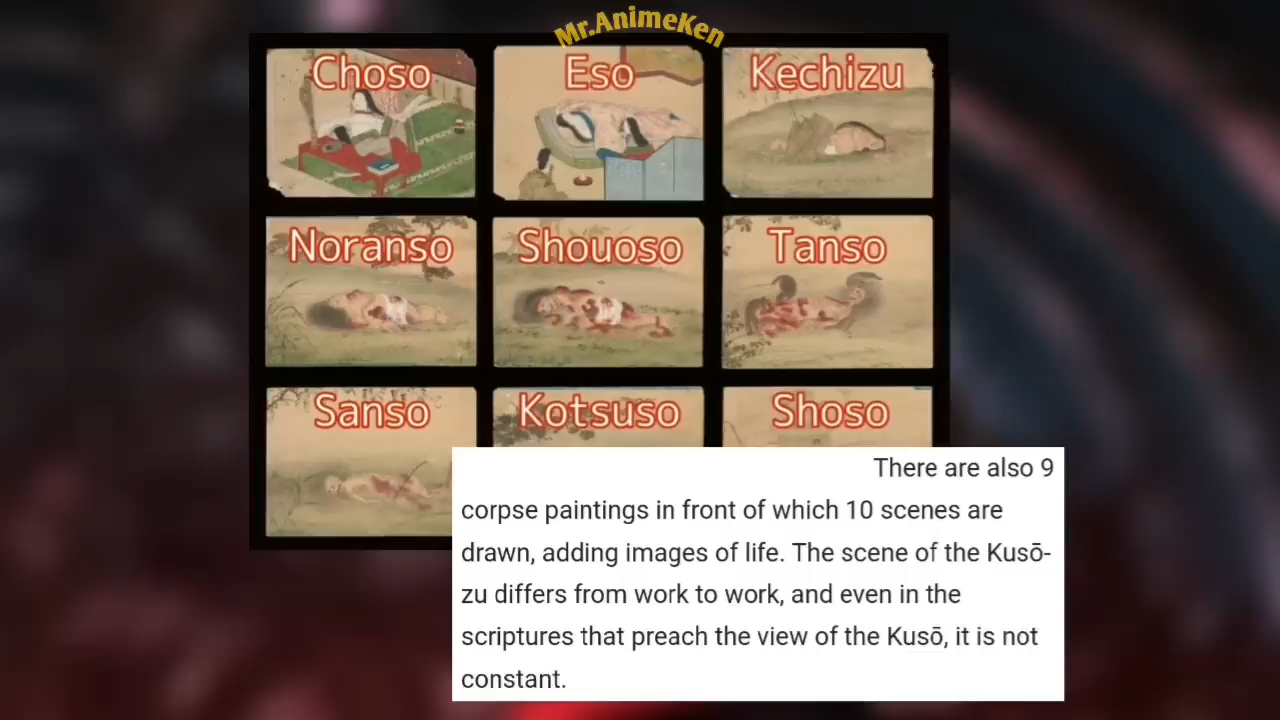 Mr.AnimeKen
Choso
Eso
Kechizu
Noranso
Shouoso
Tanso
Sanso
Kotsuso
Shoso
There are also 9
corpse paintings in front of which 10 scenes are
drawn, adding images of life. The scene of the Kusō-
zu differs from work to work, and even in the
scriptures that preach the view of the Kusō, it is not
constant.